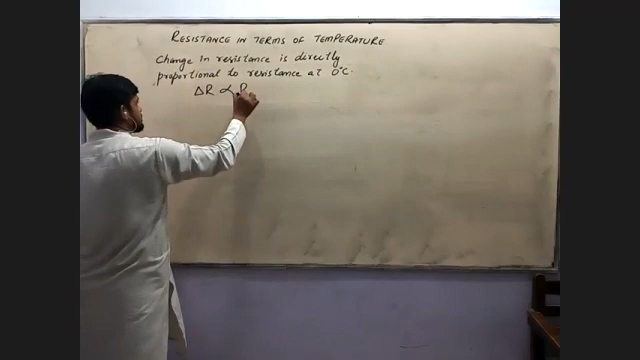 RESISTANCE IN TERMS OF TEMPERATURE
Change in resistance is directly
proportional to resistance at 0°C.
ΔR ∝ R